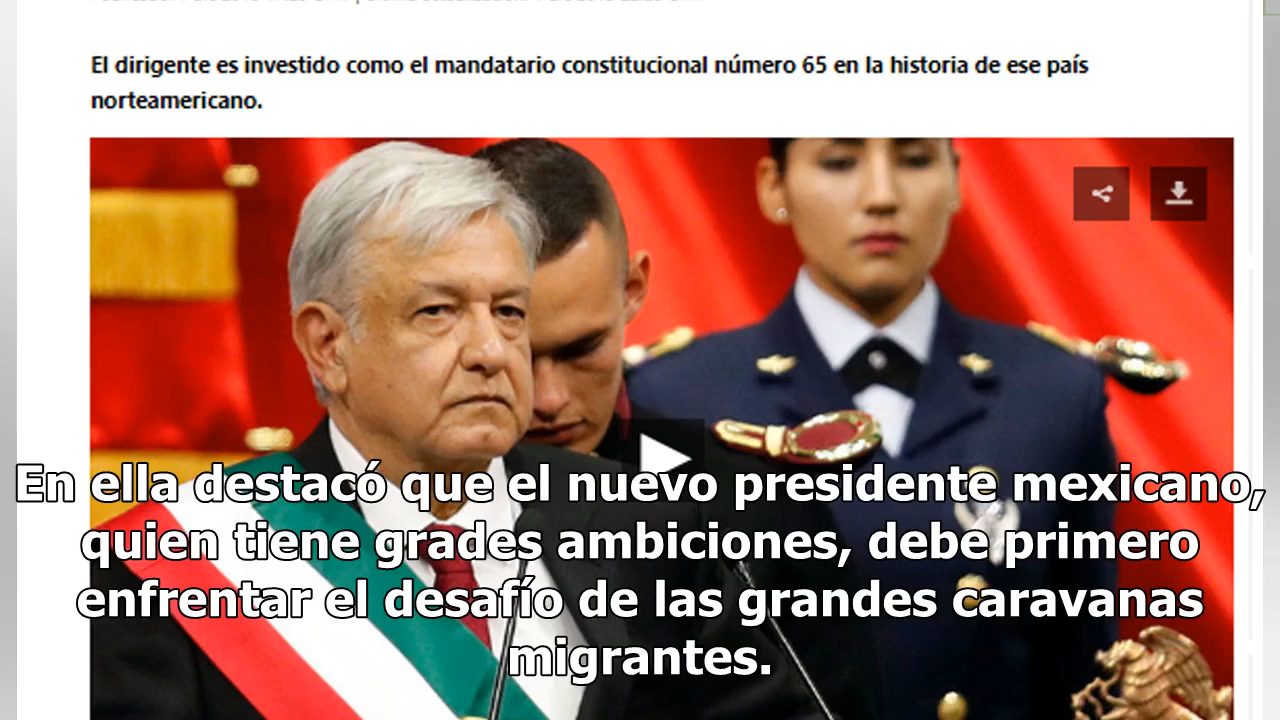 El dirigente es investido como el mandatario constitucional número 65 en la historia de ese país
norteamericano.
En ella destacó que el nuevo presidente mexicano,
quien tiene grades ambiciones, debe primero
enfrentar el desafío de las grandes caravanas
migrantes.